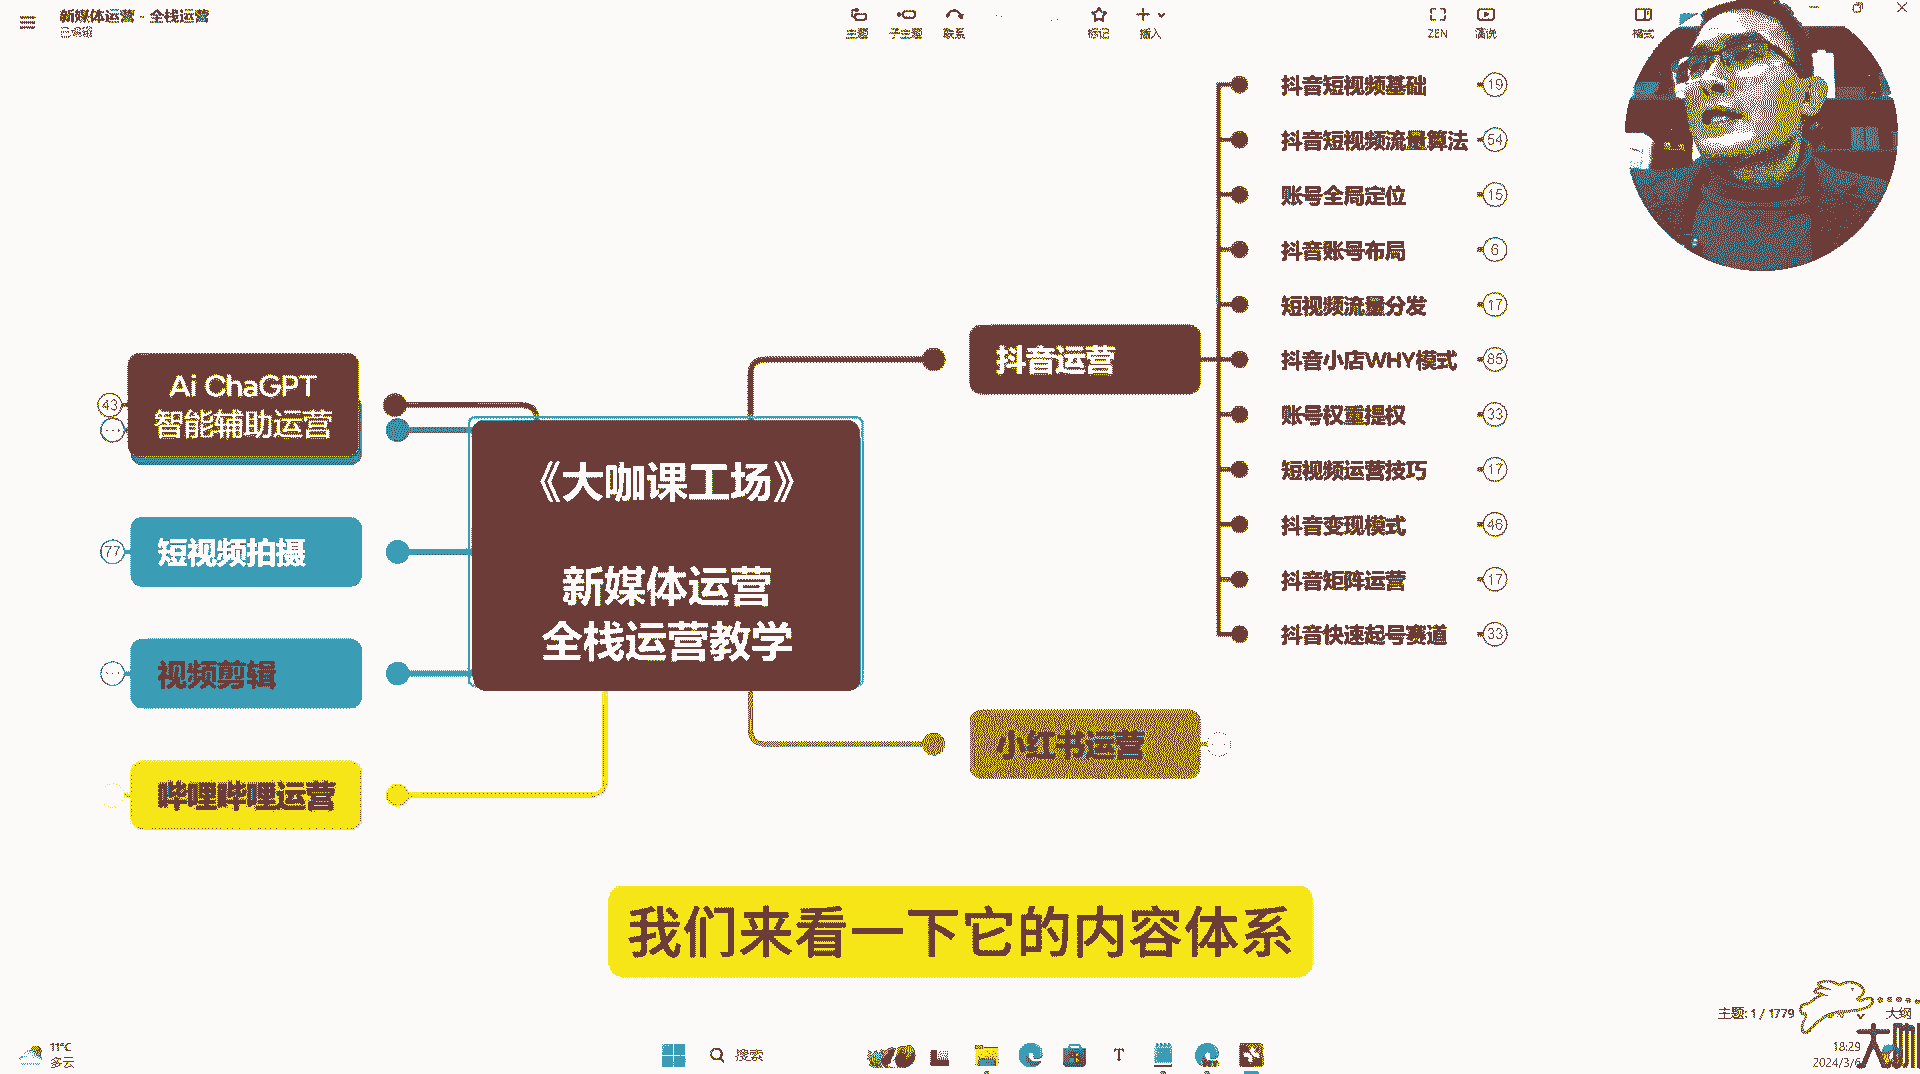 新媒体运营 - 全栈运营
已编辑
主题
子主题
联系
标记
插入
ZEN
演说
格式
抖音短视频基础
19
抖音短视频流量算法
54
账号全局定位
15
抖音账号布局
6
短视频流量分发
17
抖音运营
抖音小店WHY模式
85
账号权重提权
33
短视频运营技巧
17
抖音变现模式
46
抖音矩阵运营
17
抖音快速起号赛道
33
43
Ai ChaGPT
智能辅助运营
77
短视频拍摄
视频剪辑
哔哩哔哩运营
《大咖课工场》
新媒体运营
全栈运营教学
小红书运营
我们来看一下它的内容体系
主题: 1 / 1779
大纲
11°C
多云
搜索
18:29
2024/3/6
大咖